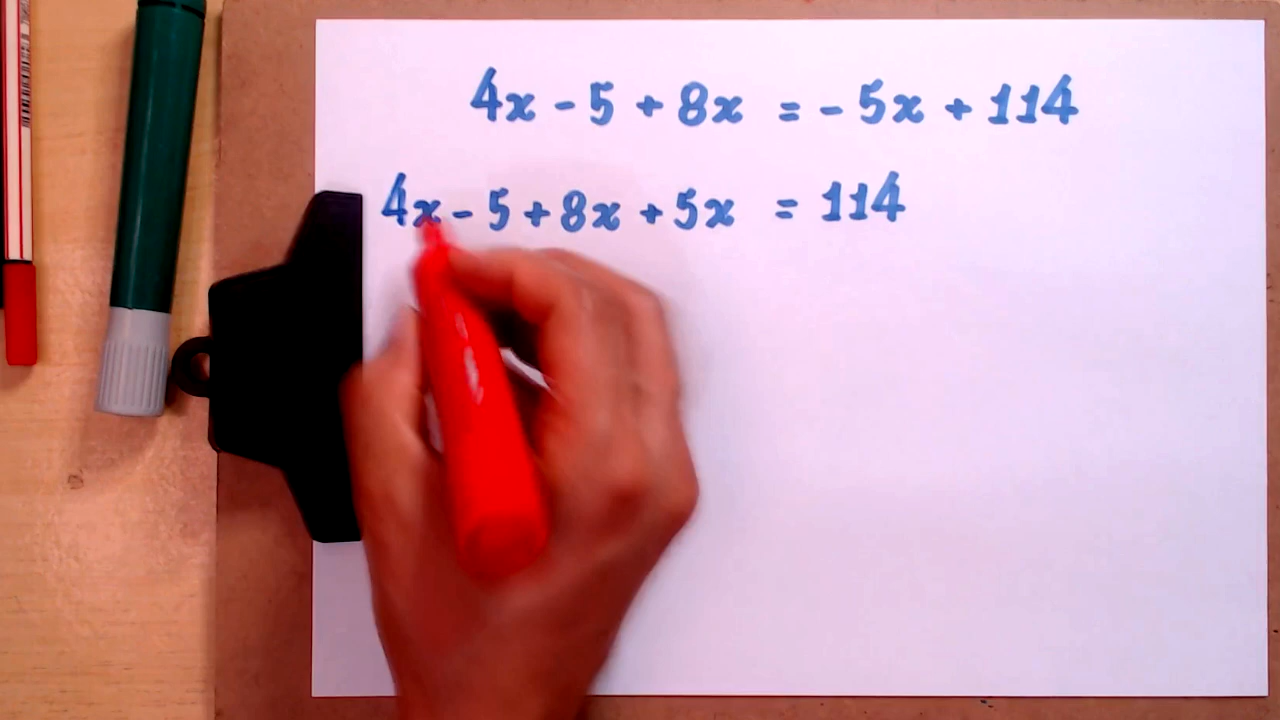 4x - 5 + 8x = - 5x + 114
4x - 5 + 8x + 5x = 114